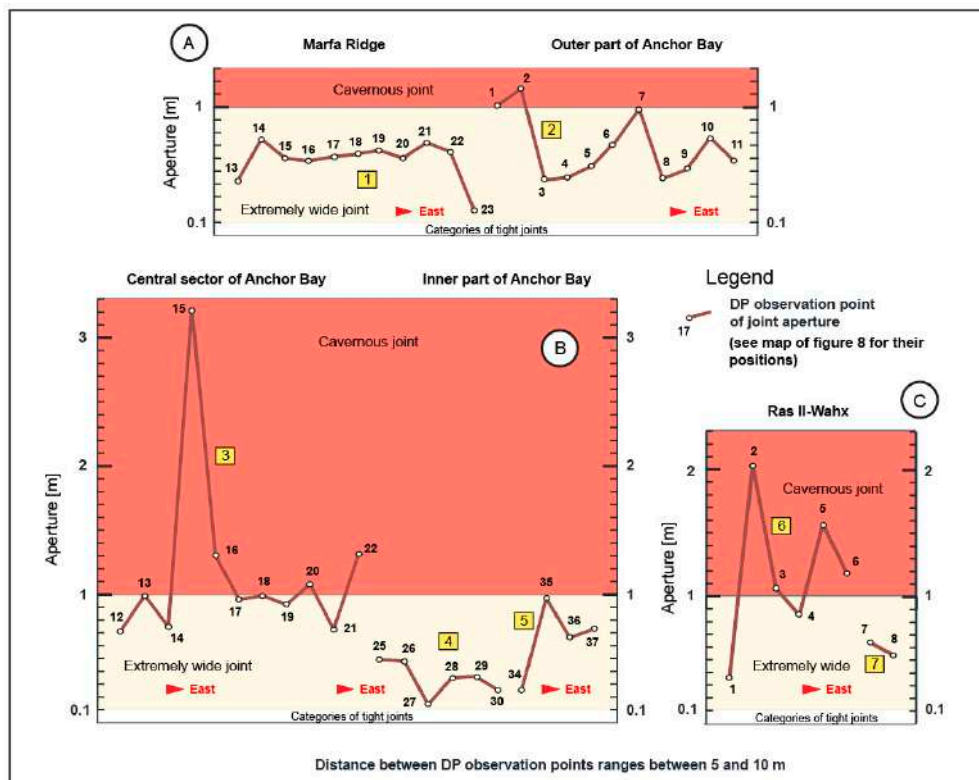 A
Marfa Ridge
Outer part of Anchor Bay
Cavernous joint
1
1
Aperture [m]
13
14
15
16
17
18
19
20
21
22
23
1
1
2
3
4
5
6
7
8
9
10
11
2
Extremely wide joint
East
East
0.1
0.1
Categories of tight joints
Central sector of Anchor Bay
Inner part of Anchor Bay
B
Cavernous joint
3
2
1
0.1
3
2
1
0.1
Aperture [m]
12
13
14
15
16
17
18
19
20
21
22
3
25
26
27
28
29
30
4
34
35
36
37
5
Extremely wide joint
East
East
East
Categories of tight joints
Legend
17
DP observation point
of joint aperture
(see map of figure 8 for their
positions)
C
Ras Il-Wahx
Cavernous joint
2
1
0.1
2
1
0.1
Aperture [m]
1
2
3
4
5
6
6
7
8
7
Extremely wide
East
Categories of tight joints
Distance between DP observation points ranges between 5 and 10 m